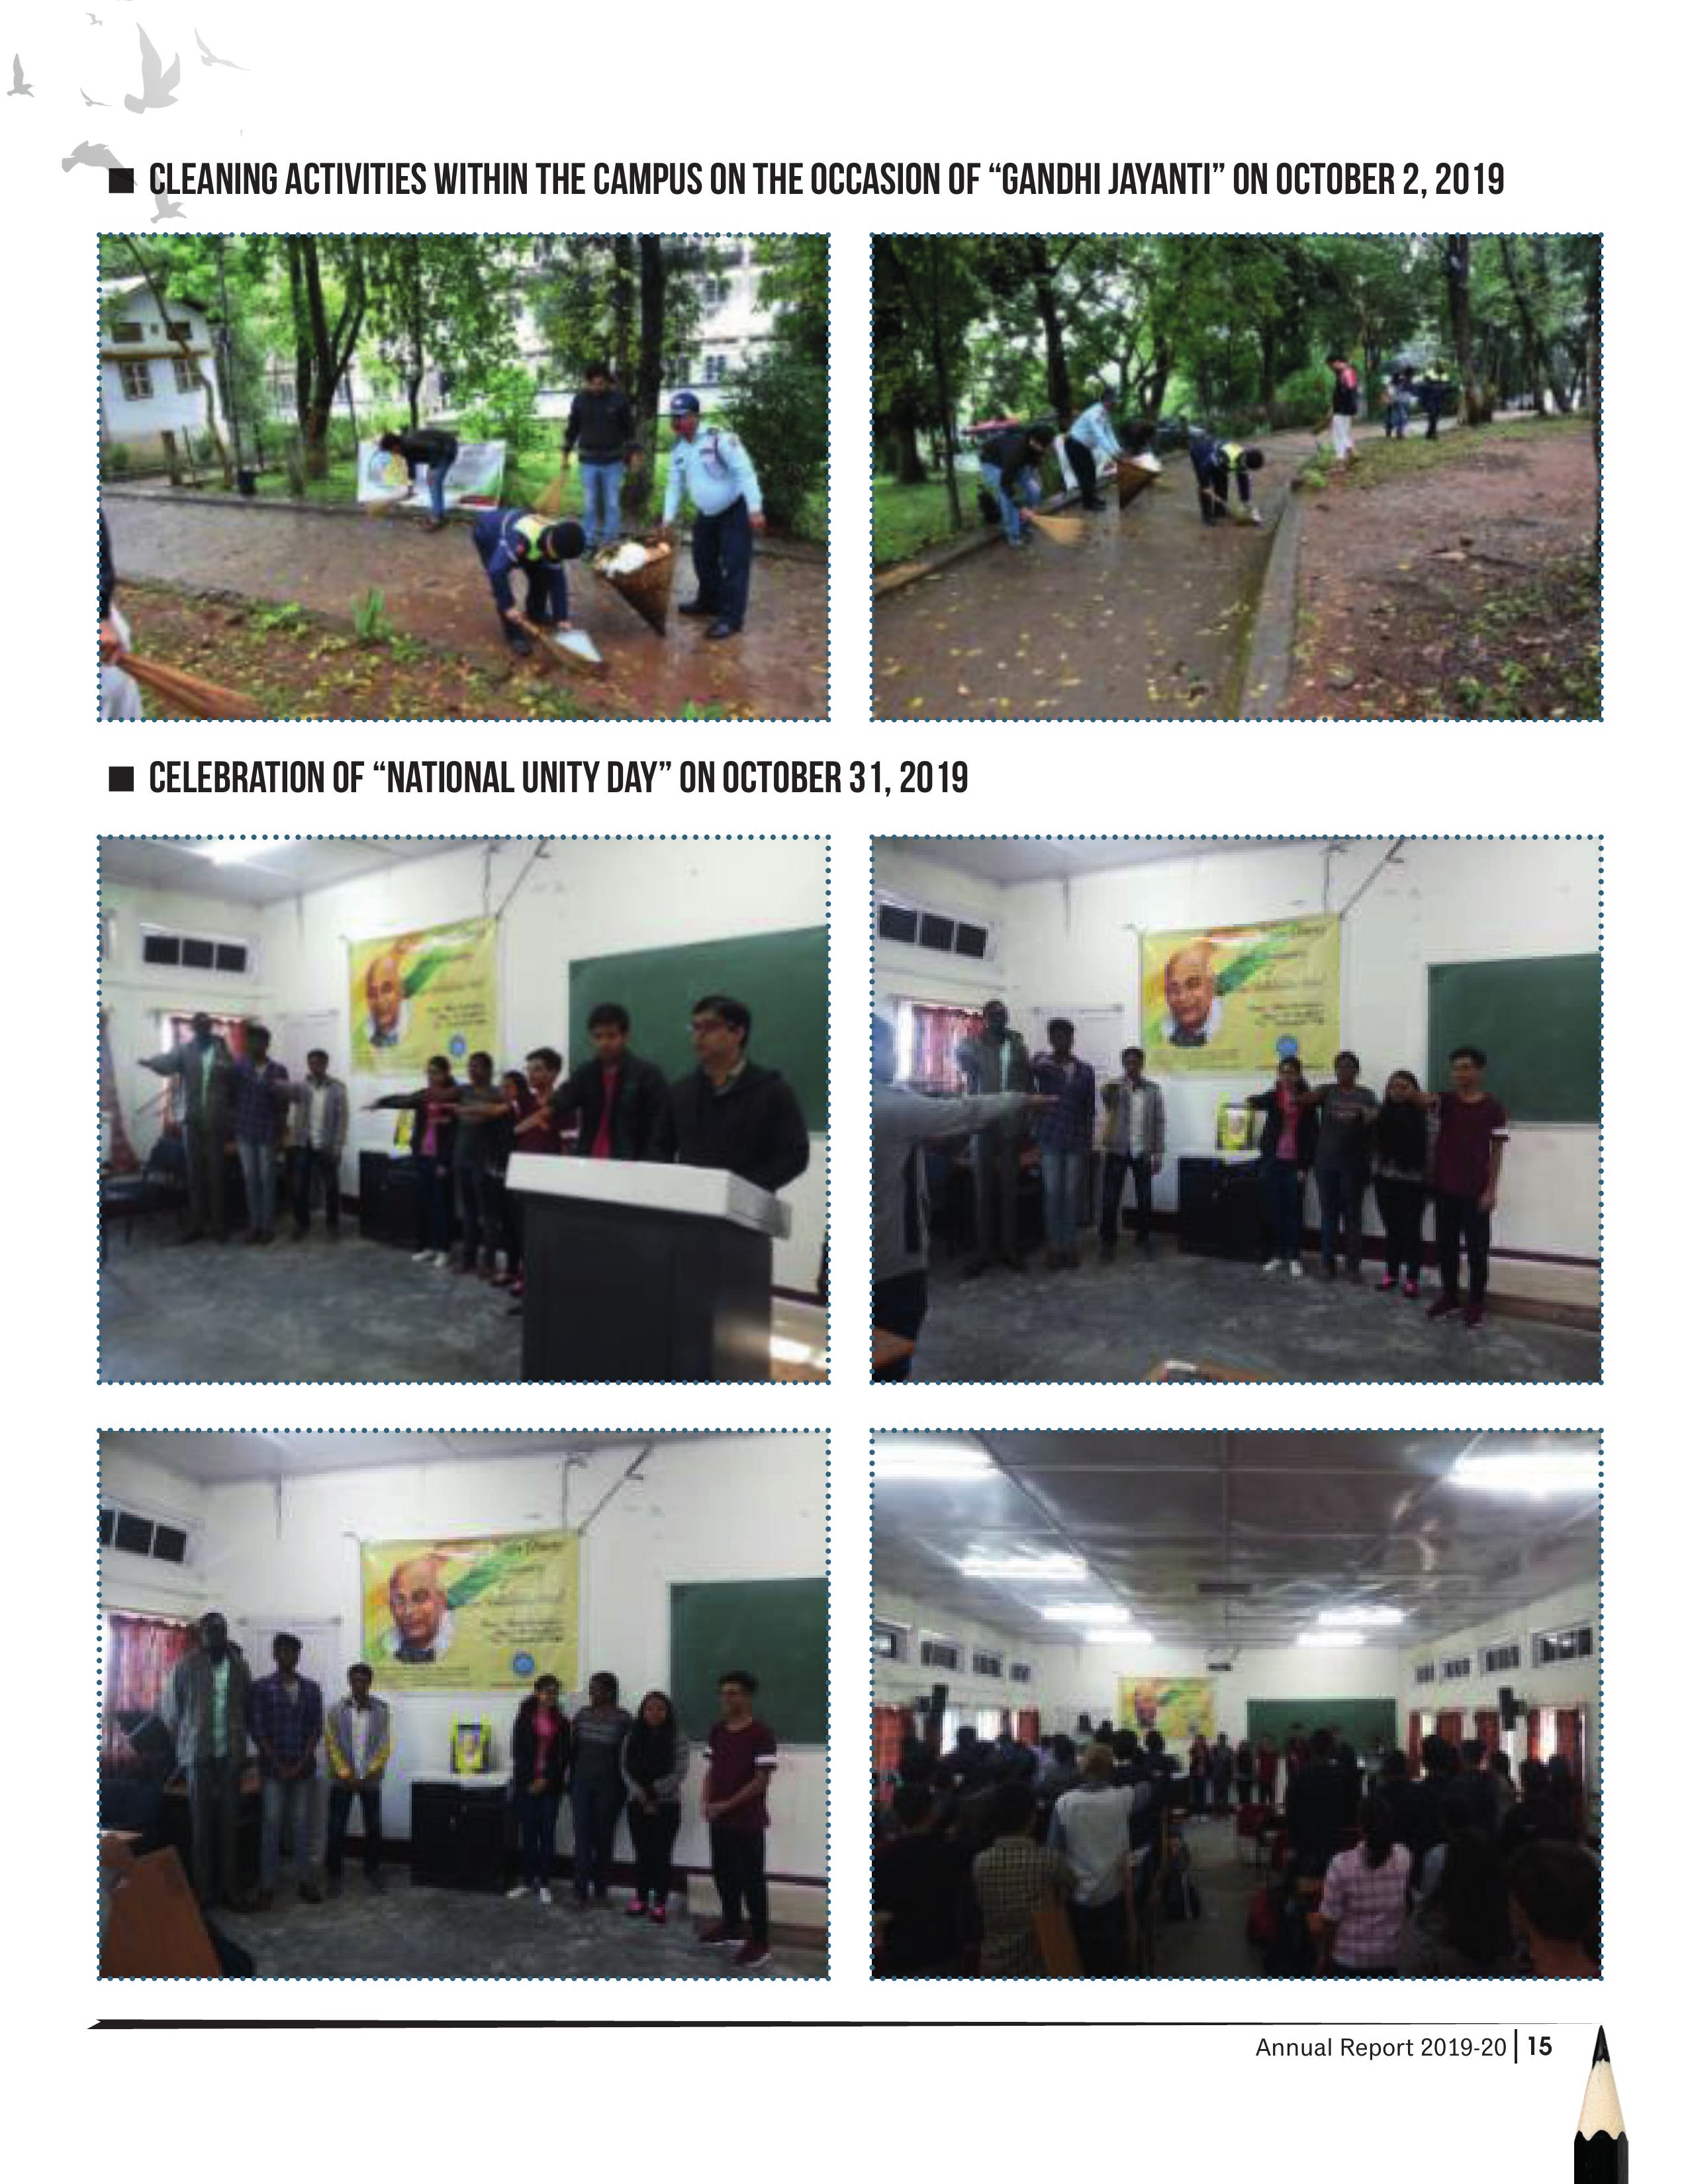 ■ CLEANING ACTIVITIES WITHIN THE CAMPUS ON THE OCCASION OF “GANDHI JAYANTI” ON OCTOBER 2, 2019
■ CELEBRATION OF “NATIONAL UNITY DAY” ON OCTOBER 31, 2019
Annual Report 2019-20 | 15